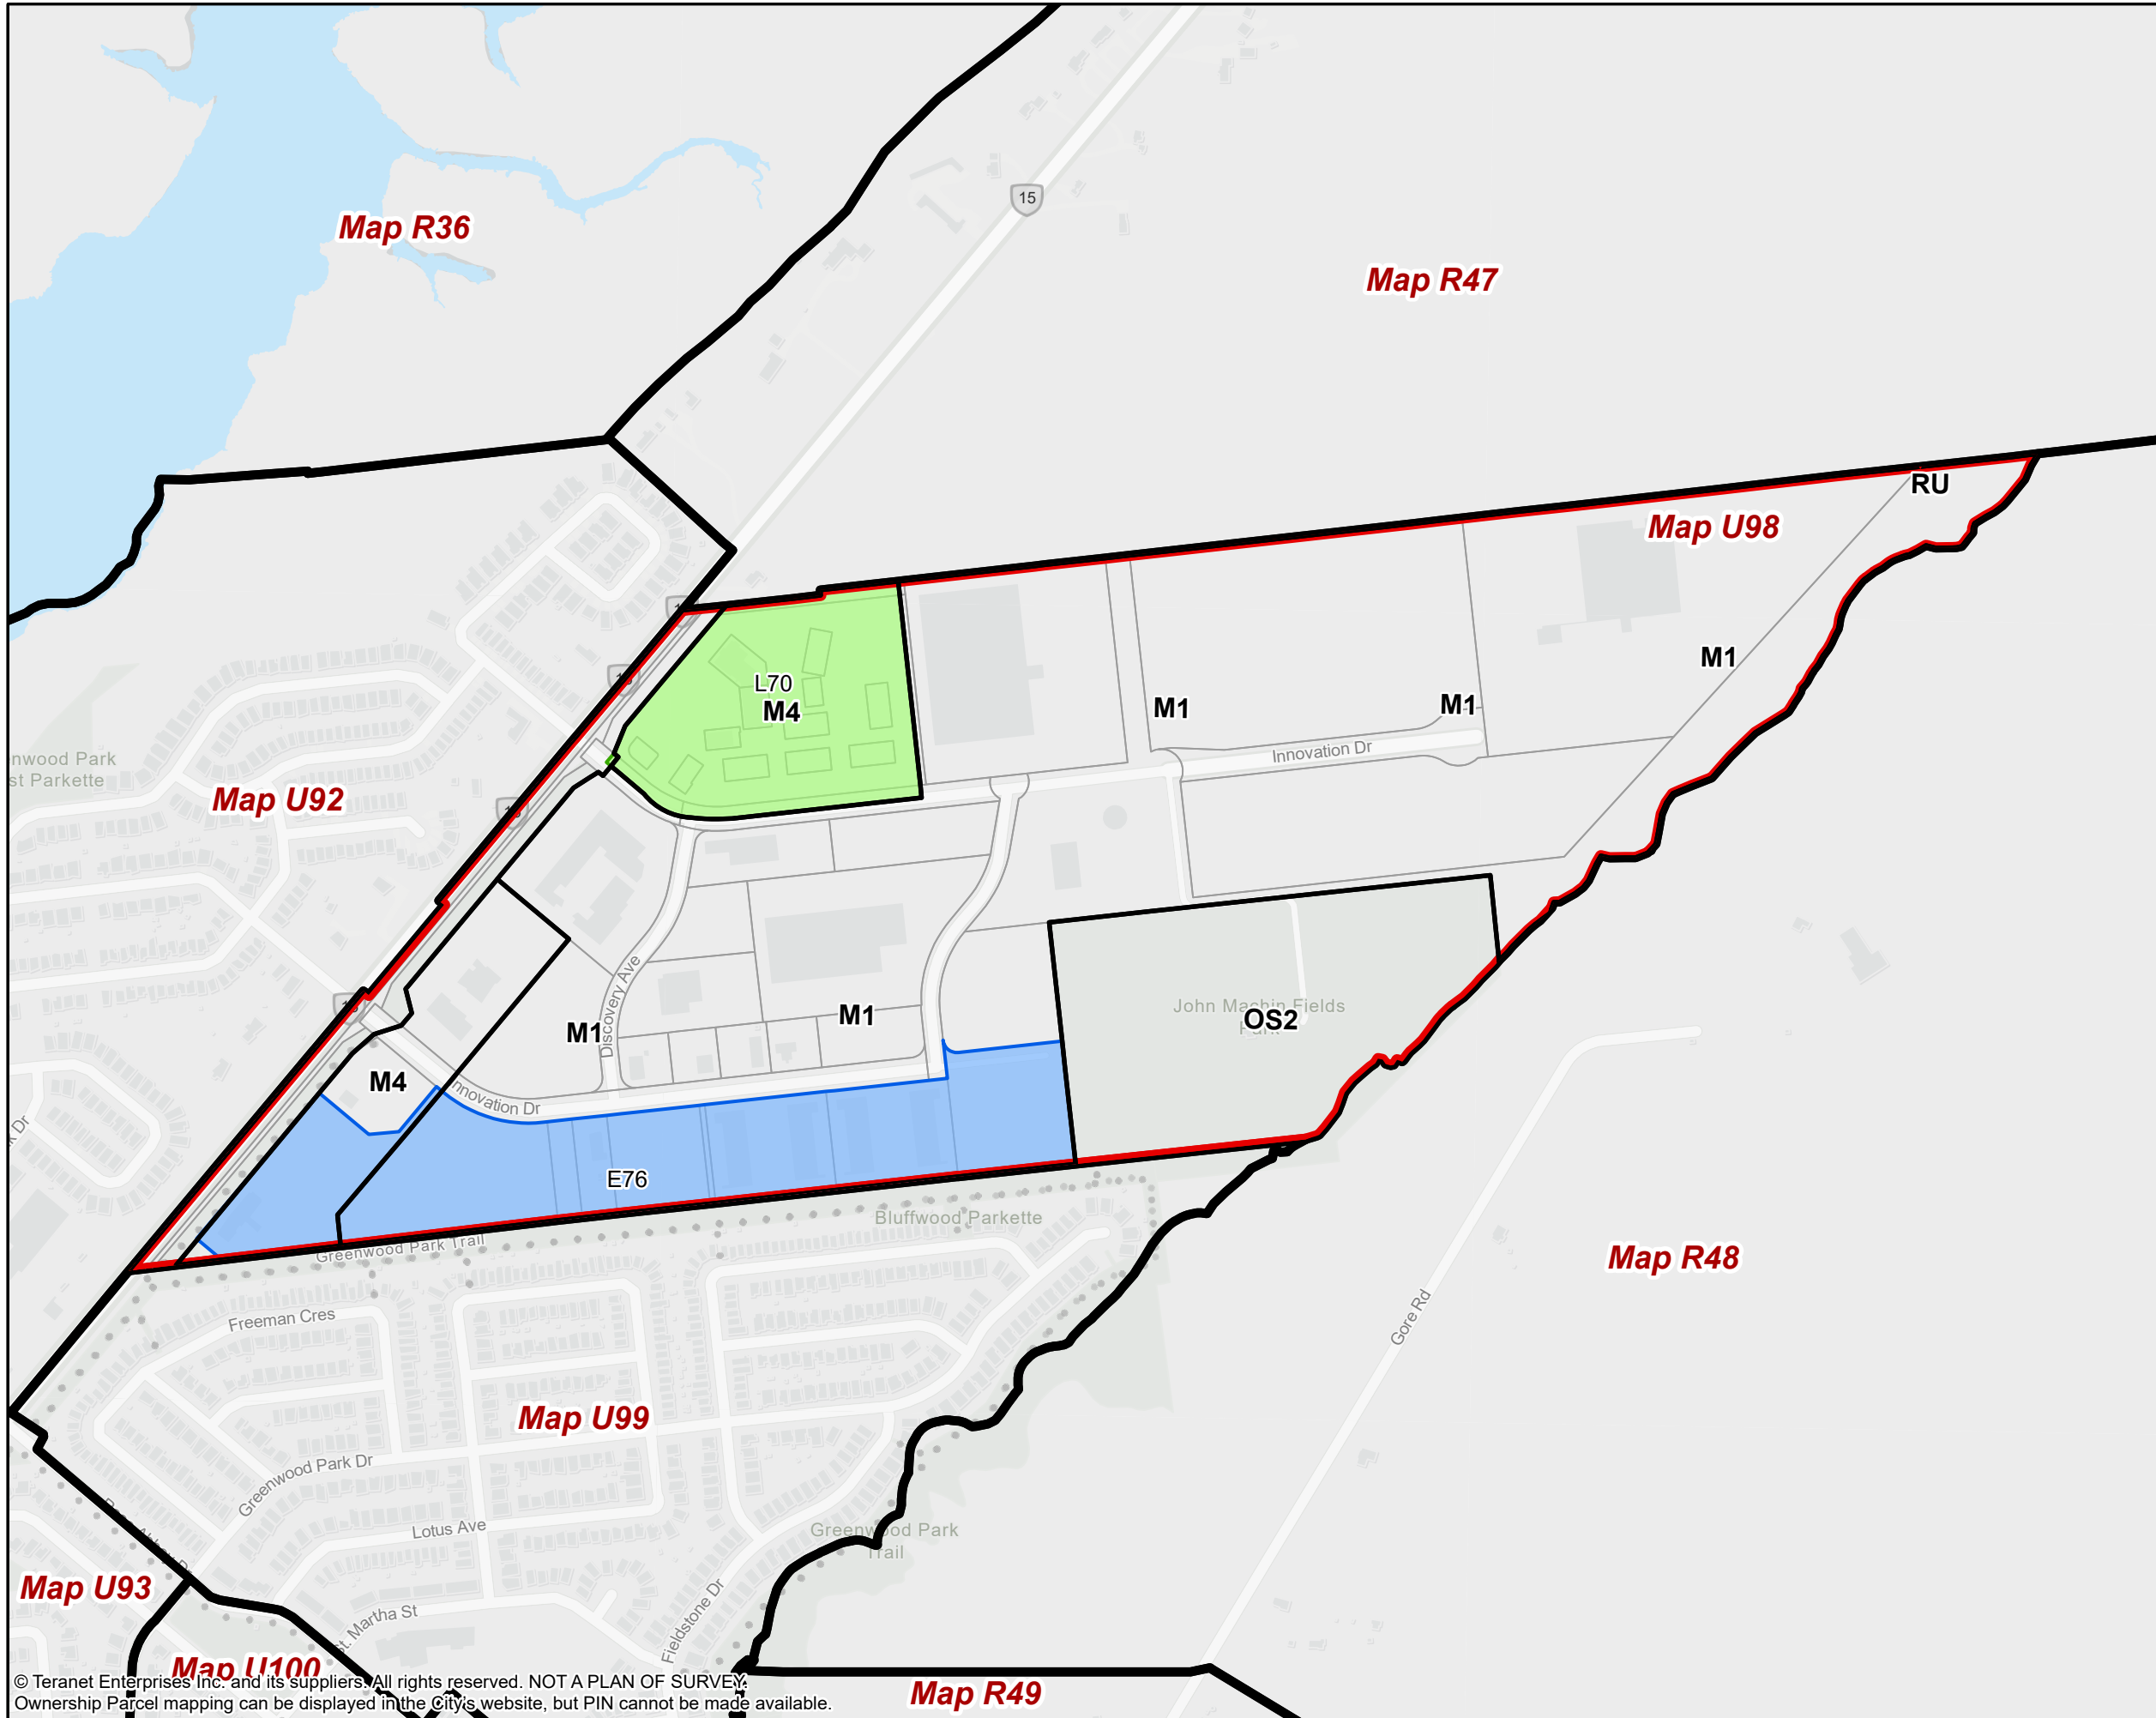 15
Map R36
Map R47
RU
Map U98
M1
L70
M4
M1
M1
Innovation Dr
Map U92
John Machin Fields
OS2
M1
M1
Discovery Ave
M4
nnovation Dr
E76
Bluffwood Parkette
Greenwood Park Trail
Freeman Cres
Map R48
Gore Rd
Map U99
Greenwood Park Dr
Lotus Ave
Greenwood Park
Trail
Map U93
St. Martha St
Fieldstone Dr
Map U100
Map R49
© Teranet Enterprises Inc. and its suppliers. All rights reserved. NOT A PLAN OF SURVEY.
Ownership Parcel mapping can be displayed in the City's website, but PIN cannot be made available.
nwood Park
st Parkette